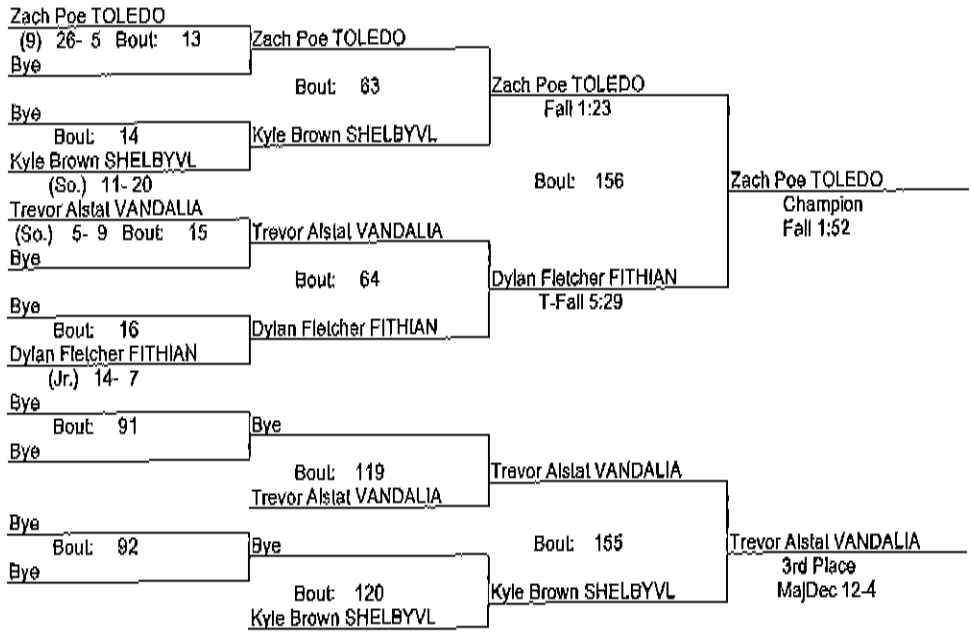 Zach Poe TOLEDO
(9) 26- 5 Bout: 13
Bye
Bye
Bout: 14
Kyle Brown SHELBYVL
(So.) 11- 20
Trevor Alstat VANDALIA
(So.) 5- 9 Bout: 15
Bye
Bye
Bout: 16
Dylan Fletcher FITHIAN
(Jr.) 14- 7
Zach Poe TOLEDO
Bout: 63
Kyle Brown SHELBYVL
Trevor Alstat VANDALIA
Bout: 64
Dylan Fletcher FITHIAN
Zach Poe TOLEDO
Fall 1:23
Bout: 156
Dylan Fletcher FITHIAN
T-Fall 5:29
Zach Poe TOLEDO
Champion
Fall 1:52
Bye
Bout: 91
Bye
Bye
Bout: 92
Bye
Bye
Bout: 119
Trevor Alstat VANDALIA
Bye
Bout: 120
Kyle Brown SHELBYVL
Trevor Alstat VANDALIA
Bout: 155
Kyle Brown SHELBYVL
Trevor Alstat VANDALIA
3rd Place
MajDec 12-4